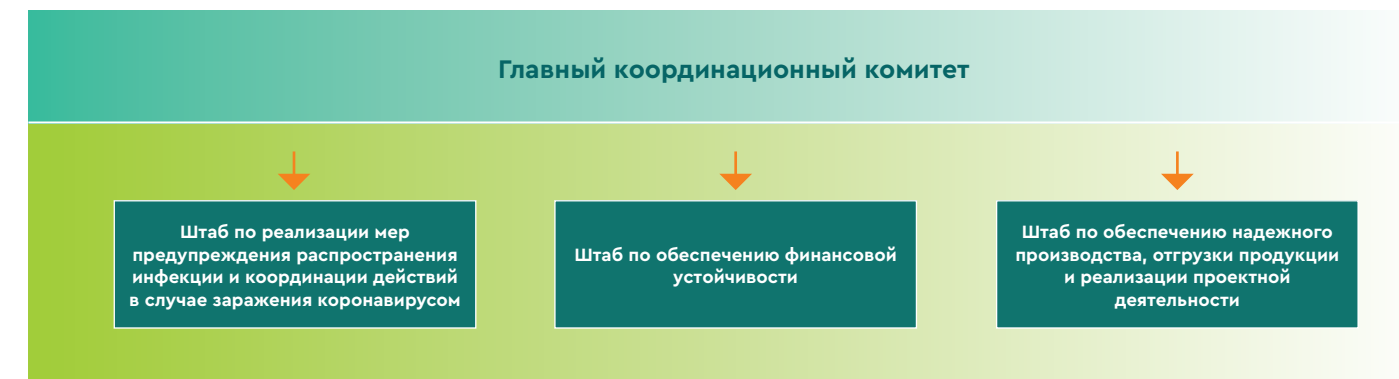 Главный координационный комитет
Штаб по реализации мер
предупреждения распространения
инфекции и координации действий
в случае заражения коронавирусом
Штаб по обеспечению финансовой
устойчивости
Штаб по обеспечению надежного
производства, отгрузки продукции
и реализации проектной
деятельности